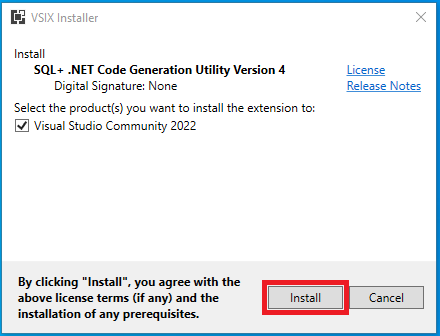 VSIX Installer
Install
SQL+ .NET Code Generation Utility Version 4
License
Digital Signature: None
Release Notes
Select the product(s) you want to install the extension to:
Visual Studio Community 2022
By clicking "Install", you agree with the
above license terms (if any) and the
installation of any prerequisites.
Install
Cancel